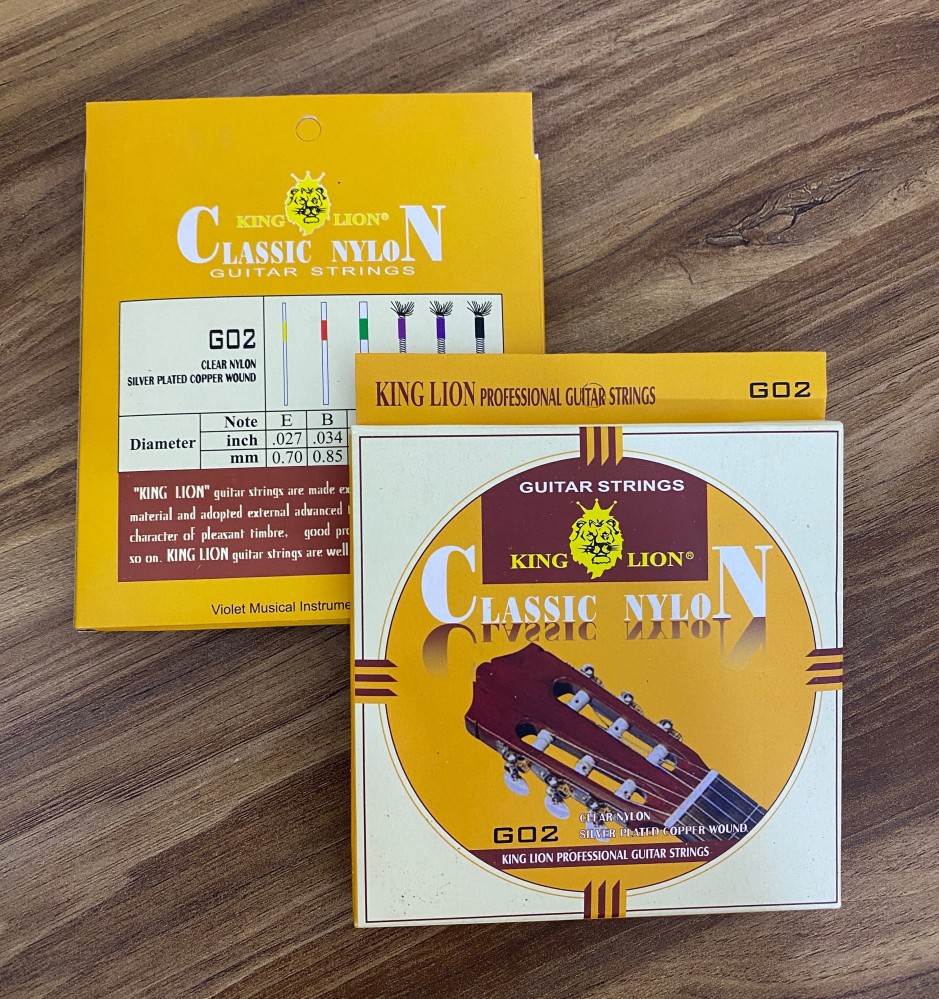 KING LION®
CLASSIC NYLON
GUITAR STRINGS
G02
CLEAR NYLON
SILVER PLATED COPPER WOUND
Diameter
Note E B
inch .027 .034
mm 0.70 0.85
"KING LION" guitar strings are made
material and adopted external advanced
character of pleasant timbre, good
so on. KING LION guitar strings are well
Violet Musical
KING LION PROFESSIONAL GUITAR STRINGS G02
GUITAR STRINGS
KING LION®
CLASSIC NYLON
G02
CLEAR NYLON
SILVER PLATED COPPER WOUND
KING LION PROFESSIONAL GUITAR STRINGS